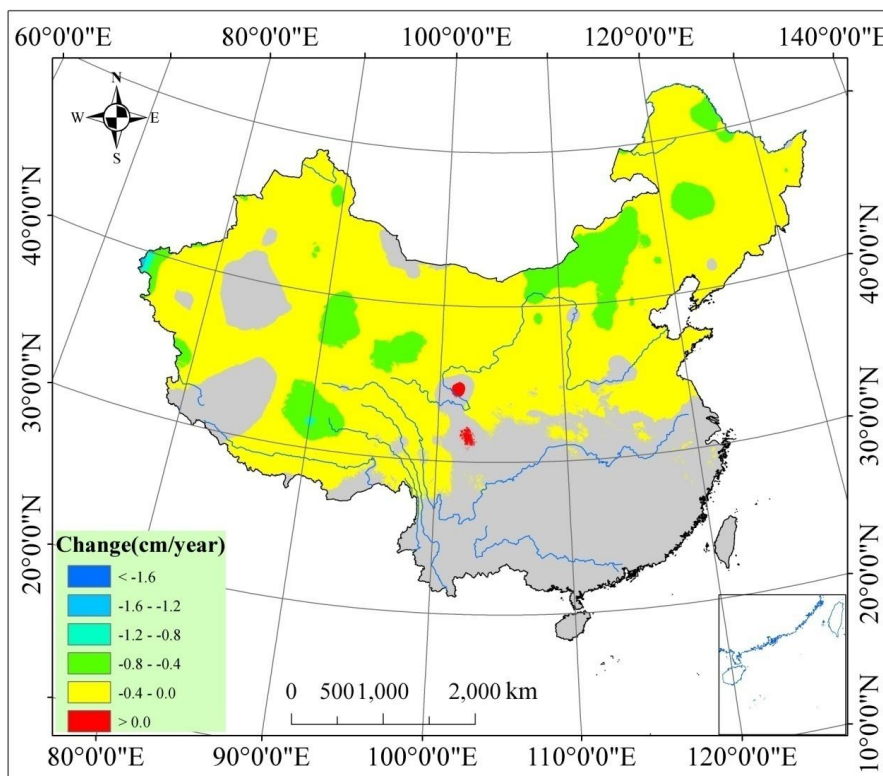 60°0'0"E 80°0'0"E 100°0'0"E 120°0'0"E 140°0'0"E
N
W E
S
40°0'0"N
30°0'0"N
20°0'0"N
40°0'0"N
30°0'0"N
20°0'0"N
10°0'0"N
Change(cm/year)
< -1.6
-1.6 - -1.2
-1.2 - -0.8
-0.8 - -0.4
-0.4 - 0.0
> 0.0
0 500 1,000 2,000 km
80°0'0"E 90°0'0"E 100°0'0"E 110°0'0"E 120°0'0"E